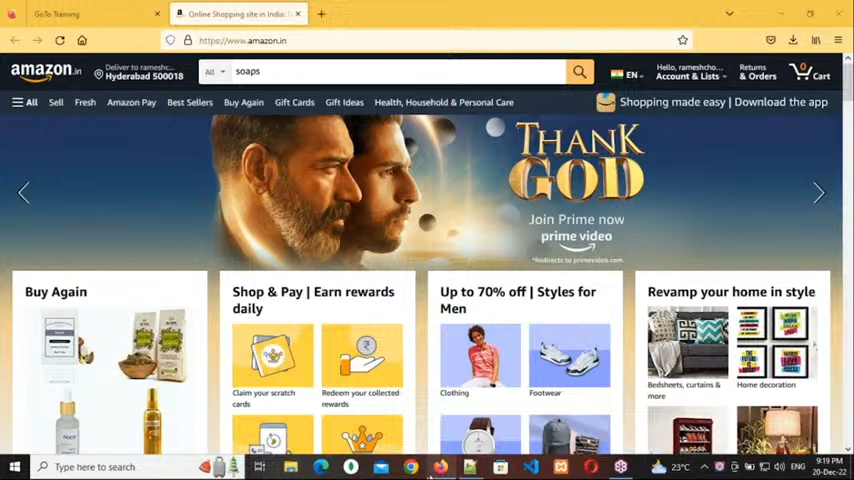 GoTo Training
Online Shopping site in India: S
https://www.amazon.in
amazon.in
Deliver to rameshc...
Hyderabad 500018
All
soaps
EN
Hello, rameshcho...
Account & Lists
Returns
& Orders
0
Cart
All
Sell
Fresh
Amazon Pay
Best Sellers
Buy Again
Gift Cards
Gift Ideas
Health, Household & Personal Care
Shopping made easy | Download the app
THANK
GOD
Join Prime now
prime video
*Redirects to primevideo.com
Buy Again
Shop & Pay | Earn rewards
daily
Claim your scratch
cards
Redeem your collected
rewards
Up to 70% off | Styles for
Men
Clothing
Footwear
Revamp your home in style
Bedsheets, curtains &
more
Home decoration
Type here to search
23°C
ENG
9:19 PM
20-Dec-22